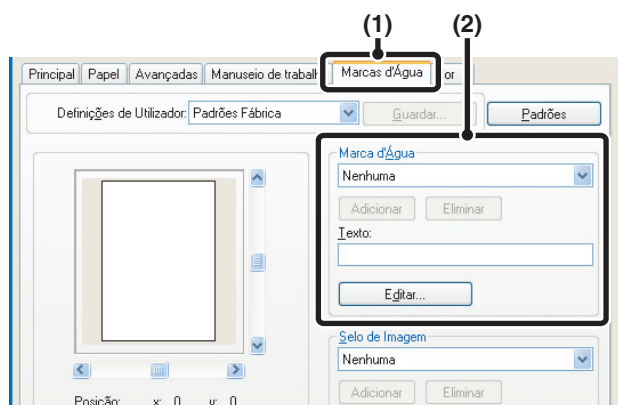 (1) (2)
Principal Papel Avançadas Manuseio de trabalh Marcas d'Água or
Definições de Utilizador: Padrões Fábrica Guardar... Padrões
Marca d'Água
Nenhuma
Adicionar Eliminar
Texto:
Editar...
Selo de Imagem
Nenhuma
Adicionar Eliminar
Posição: x: 0 y: 0